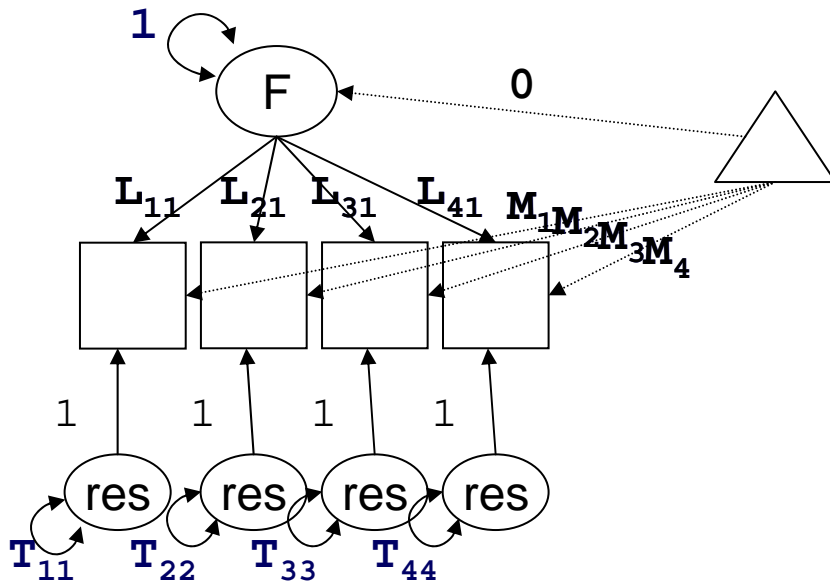 1
F
0
L₁₁ L₂₁ L₃₁ L₄₁ M₁M₂M₃M₄
1 1 1 1
res res res res
T₁₁ T₂₂ T₃₃ T₄₄